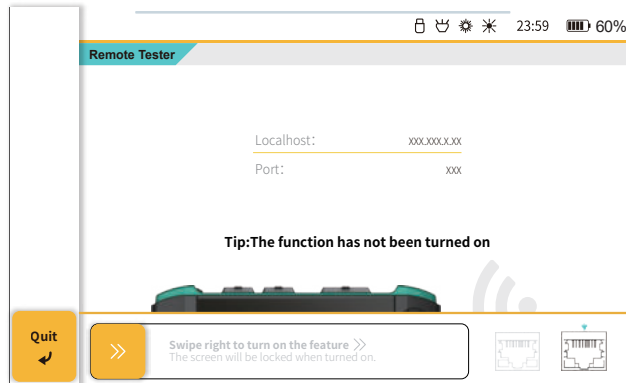 23:59 60%
Remote Tester
Localhost: xxx.xxx.x.xx
Port: xxx
Tip:The function has not been turned on
Quit
Swipe right to turn on the feature
The screen will be locked when turned on.